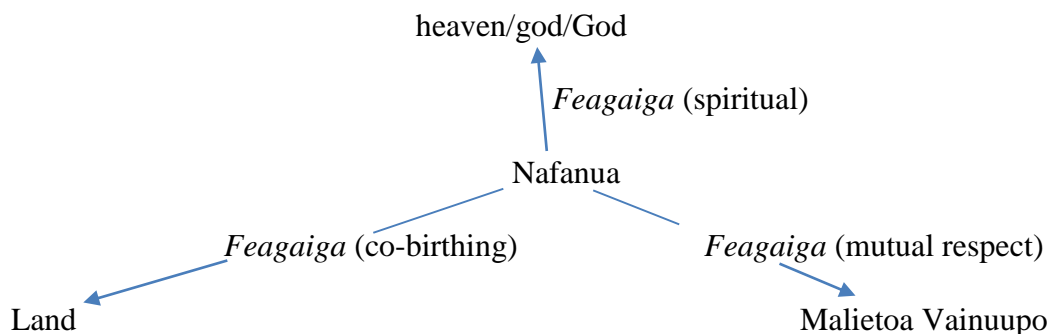 heaven/god/God
Feagaiga (spiritual)
Nafanua
Feagaiga (co-birthing)
Feagaiga (mutual respect)
Land
Malietoa Vainuupo